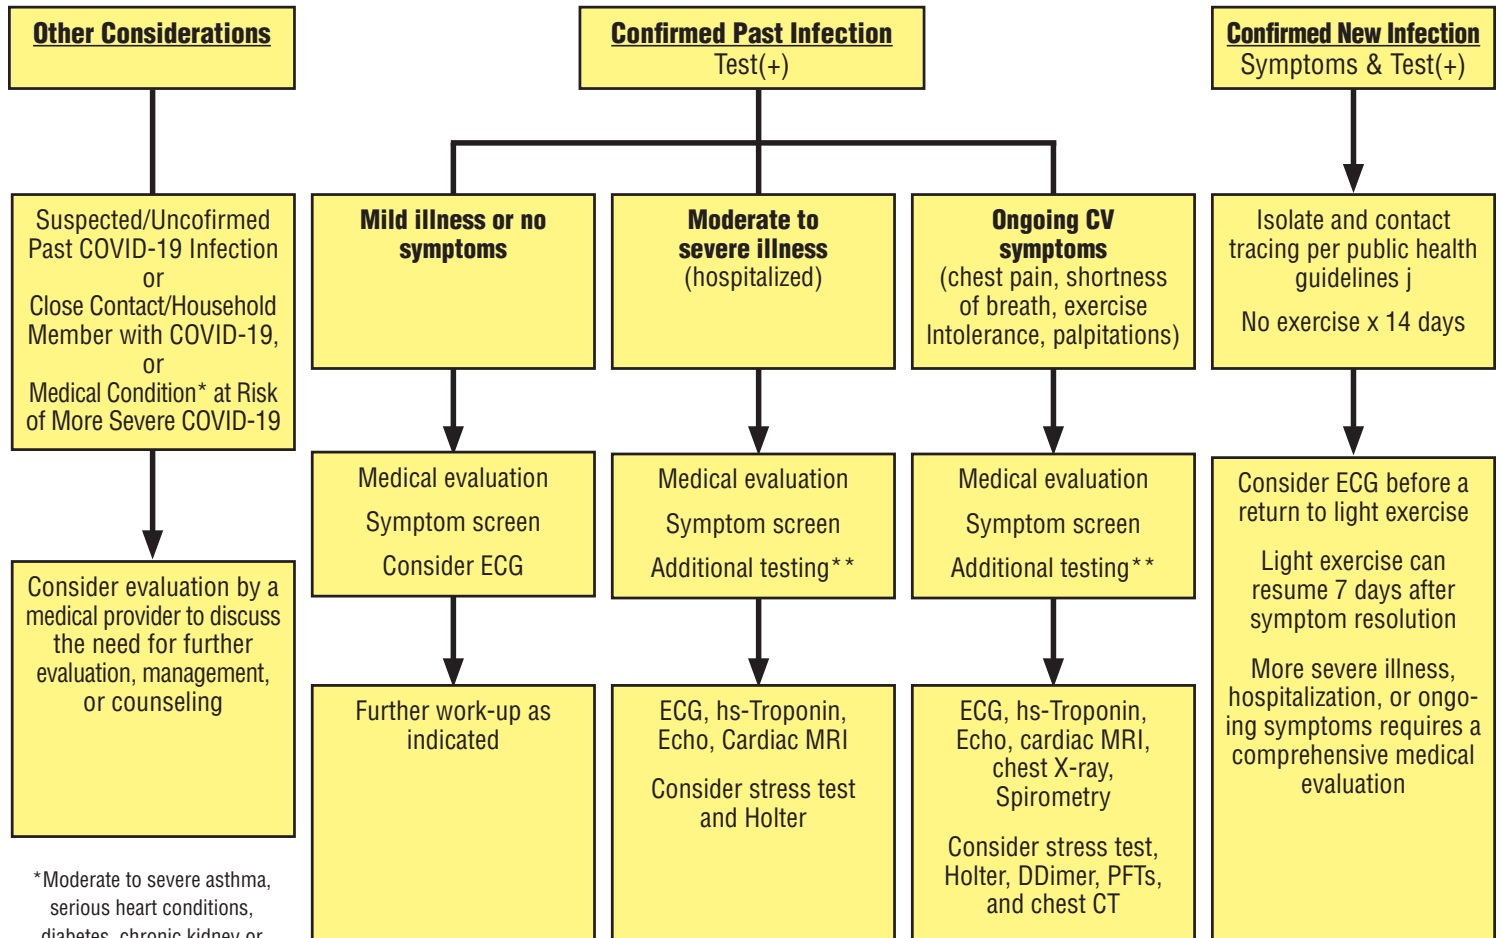 Other Considerations
Suspected/Uncofirmed
Past COVID-19 Infection
or
Close Contact/Household
Member with COVID-19,
or
Medical Condition* at Risk
of More Severe COVID-19
Consider evaluation by a
medical provider to discuss
the need for further
evaluation, management,
or counseling
*Moderate to severe asthma,
serious heart conditions,
diabetes, chronic kidney or
Confirmed Past Infection
Test(+)
Mild illness or no
symptoms
Medical evaluation
Symptom screen
Consider ECG
Further work-up as
indicated
Moderate to
severe illness
(hospitalized)
Medical evaluation
Symptom screen
Additional testing**
ECG, hs-Troponin,
Echo, Cardiac MRI
Consider stress test
and Holter
Ongoing CV
symptoms
(chest pain, shortness
of breath, exercise
Intolerance, palpitations)
Medical evaluation
Symptom screen
Additional testing**
ECG, hs-Troponin,
Echo, cardiac MRI,
chest X-ray,
Spirometry
Consider stress test,
Holter, DDimer, PFTs,
and chest CT
Confirmed New Infection
Symptoms & Test(+)
Isolate and contact
tracing per public health
guidelines j
No exercise x 14 days
Consider ECG before a
return to light exercise
Light exercise can
resume 7 days after
symptom resolution
More severe illness,
hospitalization, or ongo-
ing symptoms requires a
comprehensive medical
evaluation